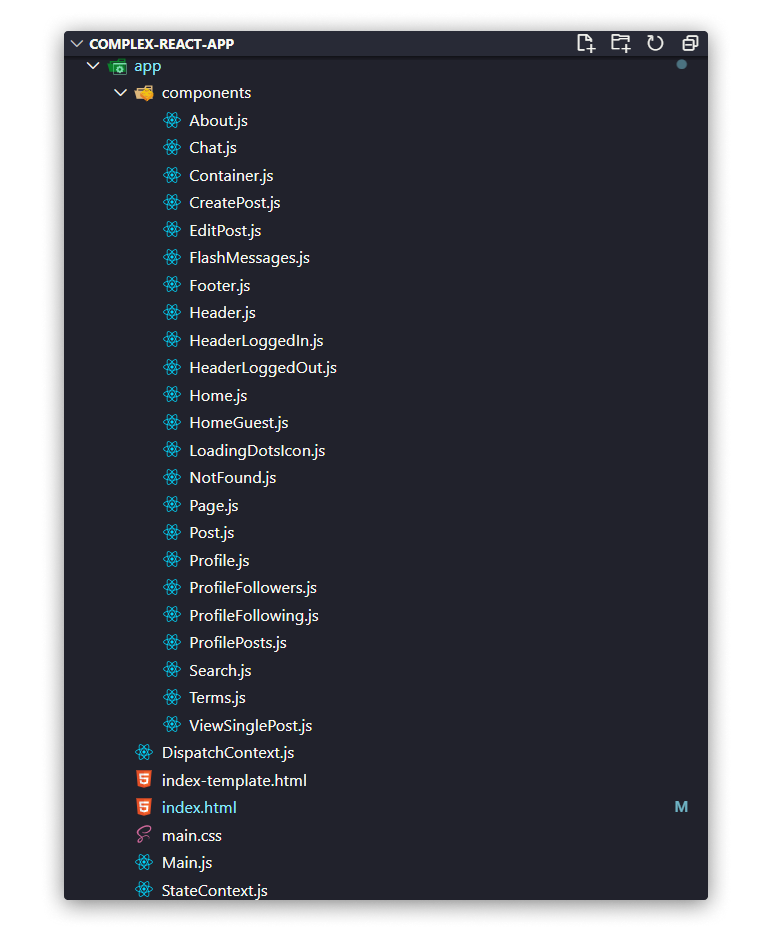 COMPLEX-REACT-APP
app
components
About.js
Chat.js
Container.js
CreatePost.js
EditPost.js
FlashMessages.js
Footer.js
Header.js
HeaderLoggedIn.js
HeaderLoggedOut.js
Home.js
HomeGuest.js
LoadingDotsIcon.js
NotFound.js
Page.js
Post.js
Profile.js
ProfileFollowers.js
ProfileFollowing.js
ProfilePosts.js
Search.js
Terms.js
ViewSinglePost.js
DispatchContext.js
index-template.html
index.html M
main.css
Main.js
StateContext.js